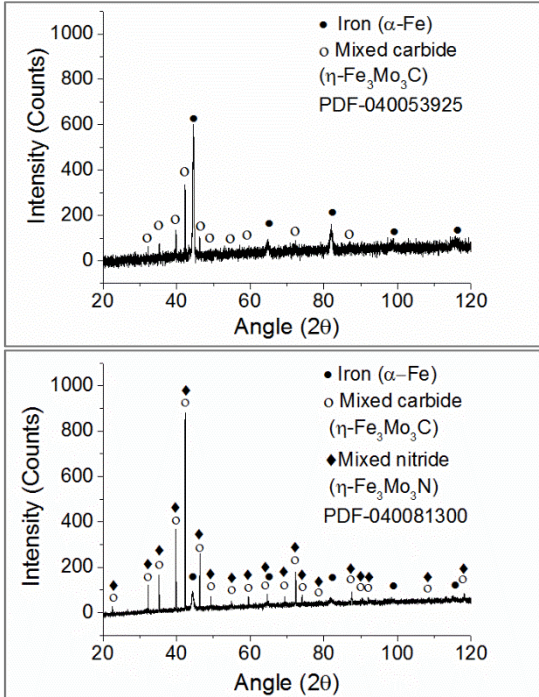 1000
800
600
400
200
0
Intensity (Counts)
● Iron (α-Fe)
○ Mixed carbide
(η-Fe₃Mo₃C)
PDF-040053925
20 40 60 80 100 120
Angle (2θ)
1000
800
600
400
200
0
Intensity (Counts)
● Iron (α–Fe)
○ Mixed carbide
(η-Fe₃Mo₃C)
♦Mixed nitride
(η-Fe₃Mo₃N)
PDF-040081300
20 40 60 80 100 120
Angle (2θ)